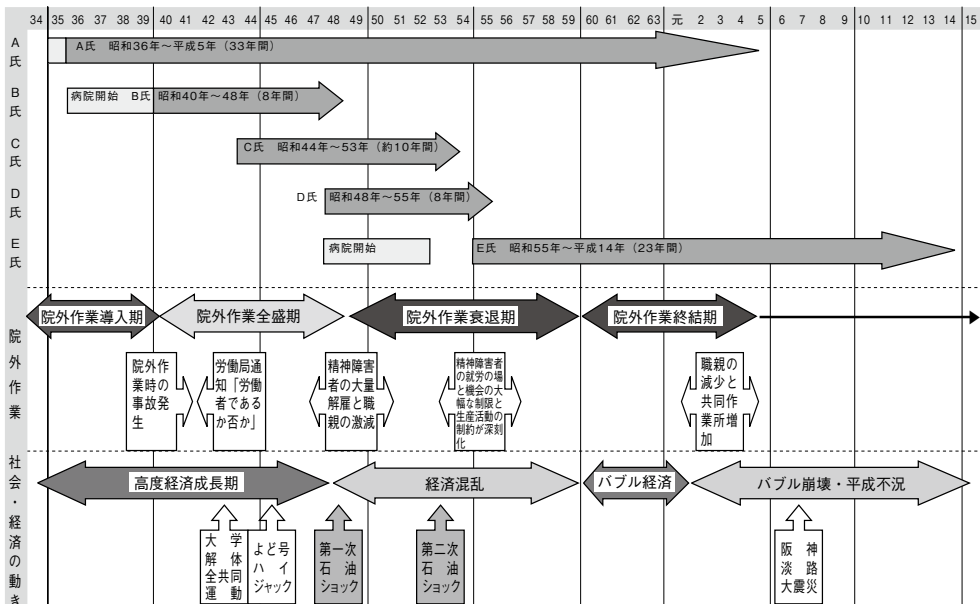 34 35 36 37 38 39 40 41 42 43 44 45 46 47 48 49 50 51 52 53 54 55 56 57 58 59 60 61 62 63 元 2 3 4 5 6 7 8 9 10 11 12 13 14 15
A氏
A氏 昭和36年～平成5年（33年間）
B氏
病院開始 B氏 昭和40年～48年（8年間）
C氏
C氏 昭和44年～53年（約10年間）
D氏
D氏 昭和48年～55年（8年間）
E氏
病院開始
E氏 昭和55年～平成14年（23年間）
院外作業
院外作業導入期
院外作業全盛期
院外作業衰退期
院外作業終結期
院外作
業時の
事故発
生
労働局通
知「労働
者である
か否か」
精神障害
者の大量
解雇と職
親の激減
精神障害者
の就労の場
と機会の大
幅な制限と
生産活動の
制約が深刻
化
職親の
減少と
共同作
業所増
加
社会・経済の動き
高度経済成長期
経済混乱
バブル経済
バブル崩壊・平成不況
大学
解体
全共同
運動
よど号
ハイ
ジャック
第一次
石油
ショック
第二次
石油
ショック
阪神
淡路
大震災